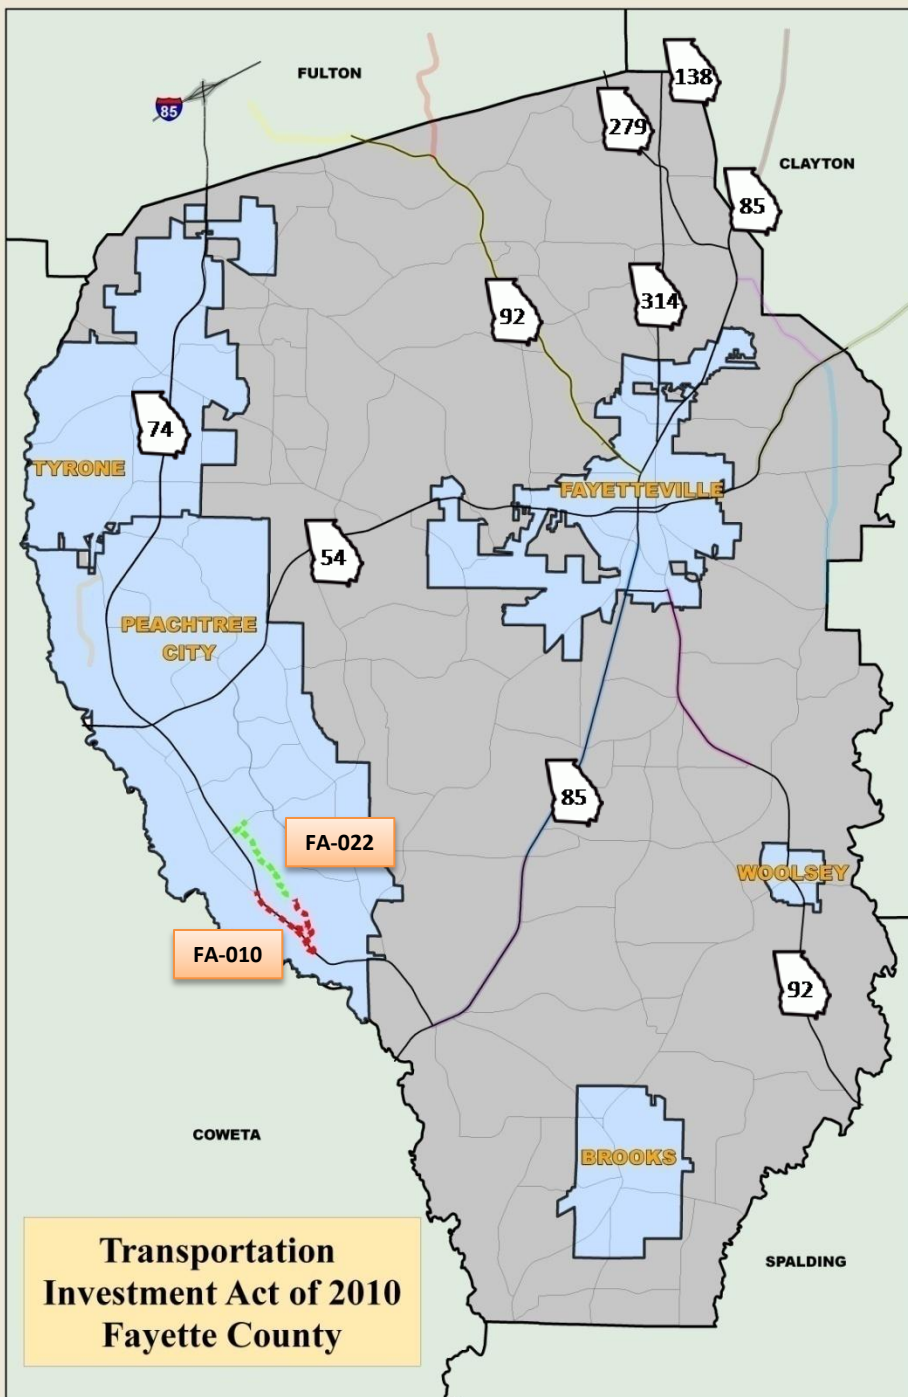 FULTON
138
85
279
CLAYTON
85
92
314
74
TYRONE
FAYETTEVILLE
54
PEACHTREE
CITY
85
FA-022
WOOLSEY
FA-010
92
COWETA
BROOKS
SPALDING
Transportation
Investment Act of 2010
Fayette County